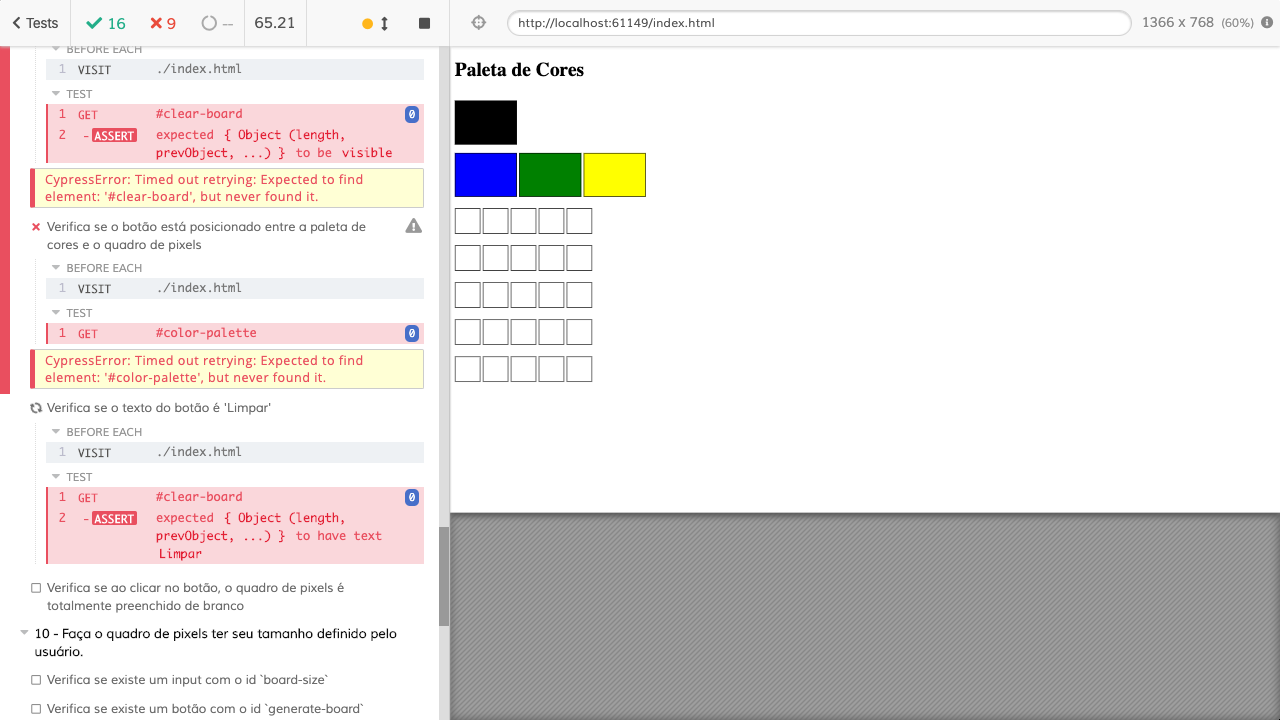 Tests
16
9
--
65.21
http://localhost:61149/index.html
1366 x 768 (60%)
BEFORE EACH
1 VISIT ./index.html
TEST
1 GET #clear-board 0
2 -ASSERT expected { Object (length,
prevObject, ...) } to be visible
CypressError: Timed out retrying: Expected to find
element: '#clear-board', but never found it.
Verifica se o botão está posicionado entre a paleta de
cores e o quadro de pixels
BEFORE EACH
1 VISIT ./index.html
TEST
1 GET #color-palette 0
CypressError: Timed out retrying: Expected to find
element: '#color-palette', but never found it.
Verifica se o texto do botão é 'Limpar'
BEFORE EACH
1 VISIT ./index.html
TEST
1 GET #clear-board 0
2 -ASSERT expected { Object (length,
prevObject, ...) } to have text
Limpar
Verifica se ao clicar no botão, o quadro de pixels é
totalmente preenchido de branco
10 - Faça o quadro de pixels ter seu tamanho definido pelo
usuário.
Verifica se existe um input com o id `board-size`
Verifica se existe um botão com o id `generate-board`
Paleta de Cores